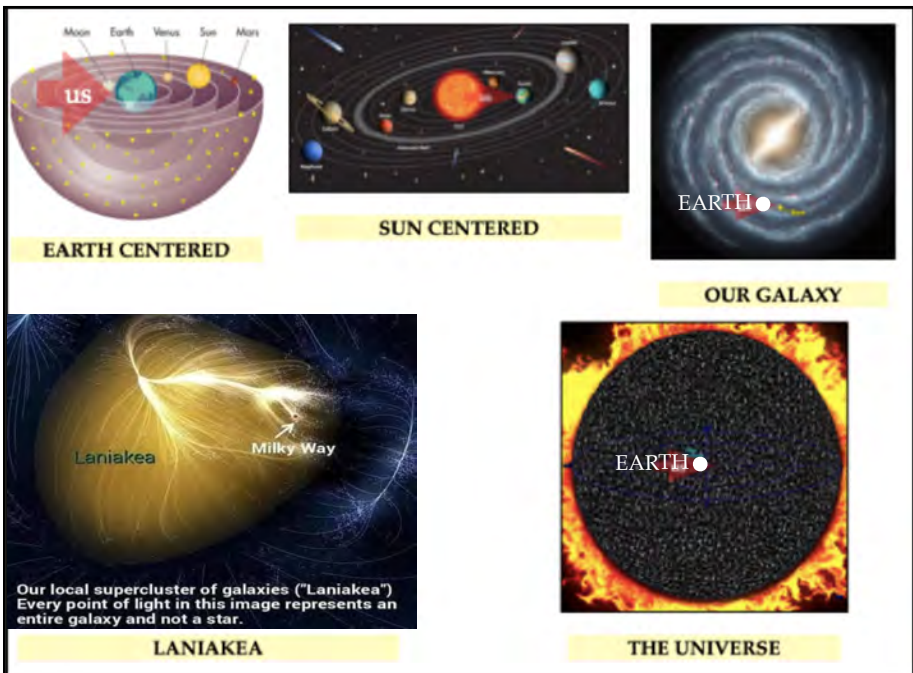 Moon Earth Venus Sun Mars
us
EARTH CENTERED
SUN CENTERED
EARTH
OUR GALAXY
Laniakea
Milky Way
Our local supercluster of galaxies ("Laniakea")
Every point of light in this image represents an
entire galaxy and not a star.
LANIAKEA
EARTH
THE UNIVERSE